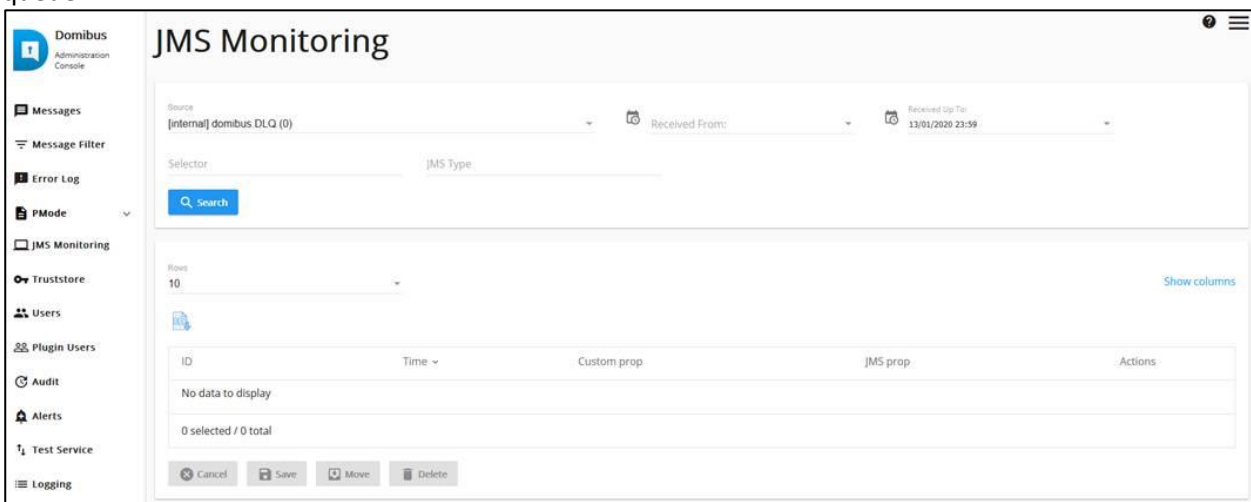 Domibus
Administration
Console
JMS Monitoring
Messages
Message Filter
Error Log
PMode
JMS Monitoring
Truststore
Users
Plugin Users
Audit
Alerts
Test Service
Logging
Source
[internal] domibus.DLQ (0)
Received From:
Received Up To:
13/01/2020 23:59
Selector
JMS Type
Search
Rows
10
Show columns
ID Time Custom prop JMS prop Actions
No data to display
0 selected / 0 total
Cancel Save Move Delete